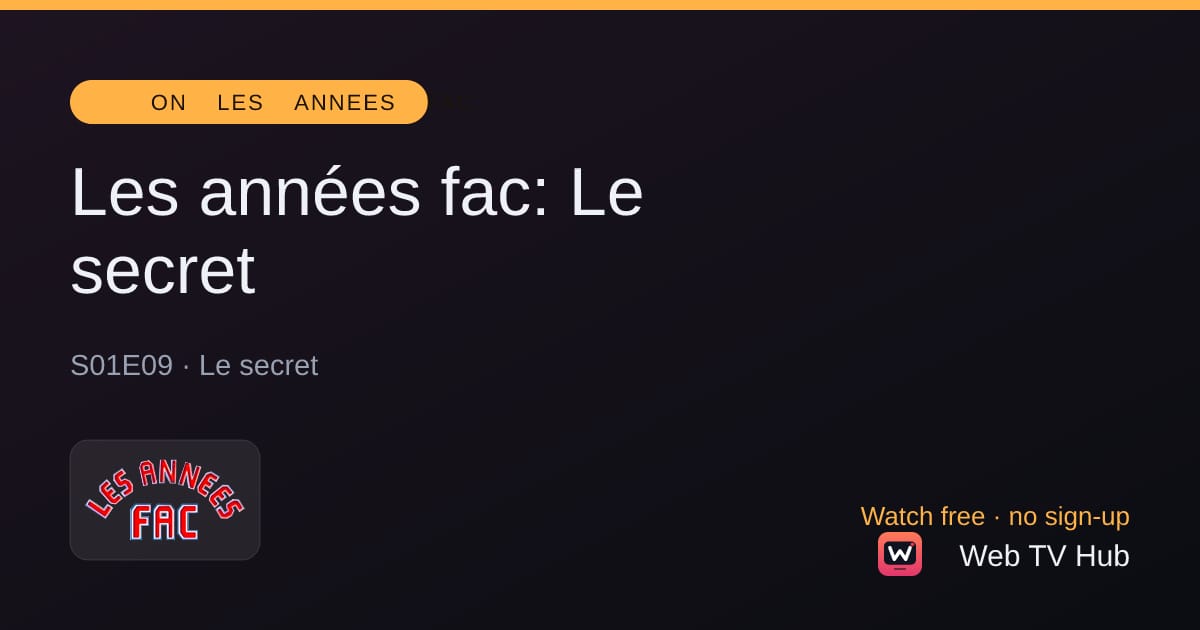 ON LES ANNEES
Les années fac: Le
secret
S01E09 · Le secret
LES ANNEES
FAC
Watch free · no sign-up
W
Web TV Hub